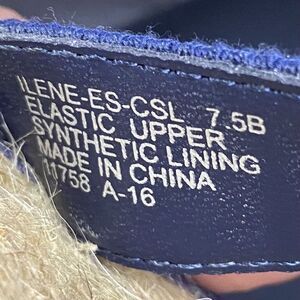 ILENE-ES-CSL 7.5B
ELASTIC UPPER
SYNTHETIC LINING
MADE IN CHINA
11758 A-16